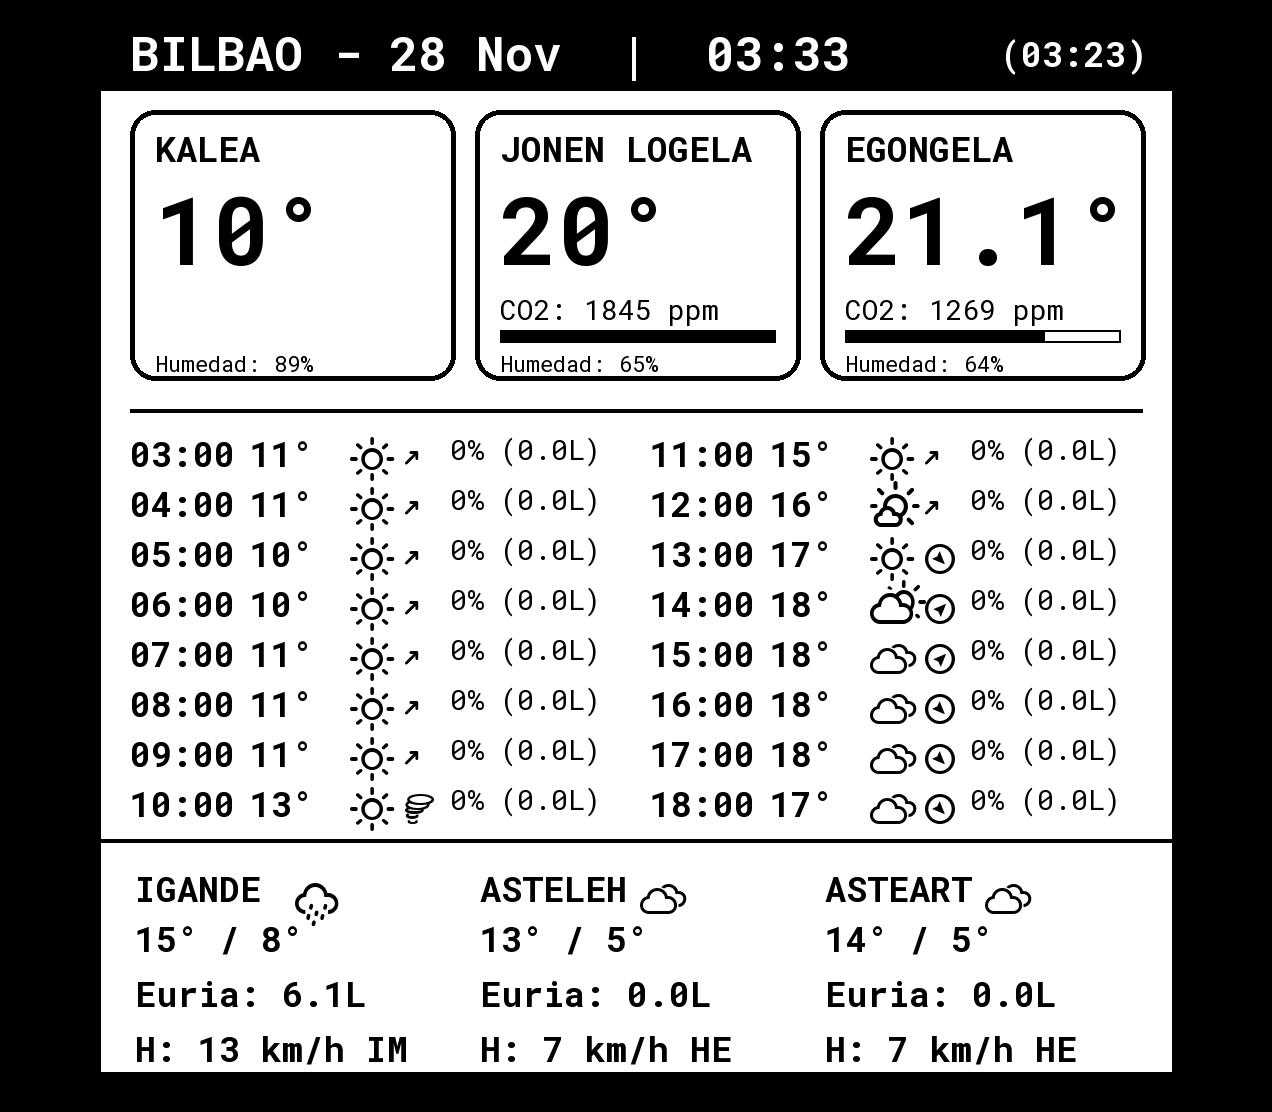 BILBAO - 28 Nov | 03:33 (03:23)
KALEA
10°
Humedad: 89%
JONEN LOGELA
20°
CO2: 1845 ppm
Humedad: 65%
EGONGELA
21.1°
CO2: 1269 ppm
Humedad: 64%
03:00 11° 0% (0.0L)
04:00 11° 0% (0.0L)
05:00 10° 0% (0.0L)
06:00 10° 0% (0.0L)
07:00 11° 0% (0.0L)
08:00 11° 0% (0.0L)
09:00 11° 0% (0.0L)
10:00 13° 0% (0.0L)
11:00 15° 0% (0.0L)
12:00 16° 0% (0.0L)
13:00 17° 0% (0.0L)
14:00 18° 0% (0.0L)
15:00 18° 0% (0.0L)
16:00 18° 0% (0.0L)
17:00 18° 0% (0.0L)
18:00 17° 0% (0.0L)
IGANDE
15° / 8°
Euria: 6.1L
H: 13 km/h IM
ASTELEH
13° / 5°
Euria: 0.0L
H: 7 km/h HE
ASTEART
14° / 5°
Euria: 0.0L
H: 7 km/h HE